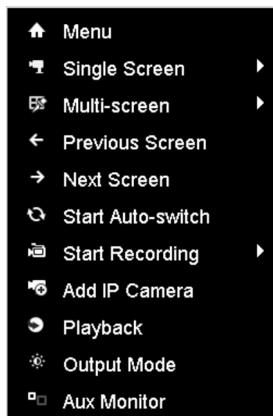 Menu
Single Screen
Multi-screen
Previous Screen
Next Screen
Start Auto-switch
Start Recording
Add IP Camera
Playback
Output Mode
Aux Monitor